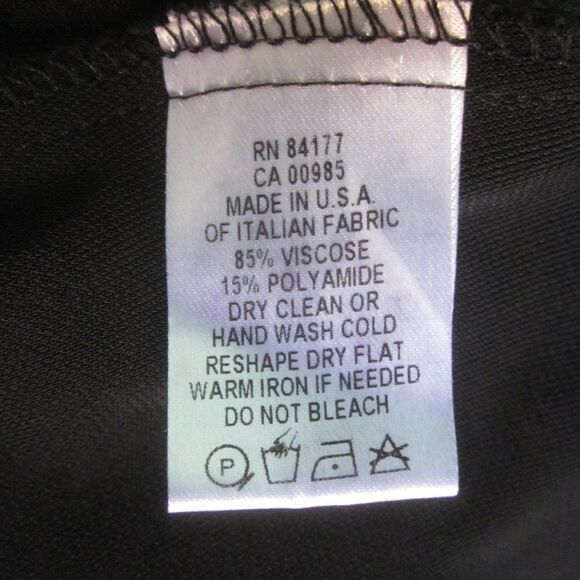 RN 84177
CA 00985
MADE IN U.S.A.
OF ITALIAN FABRIC
85% VISCOSE
15% POLYAMIDE
DRY CLEAN OR
HAND WASH COLD
RESHAPE DRY FLAT
WARM IRON IF NEEDED
DO NOT BLEACH
P